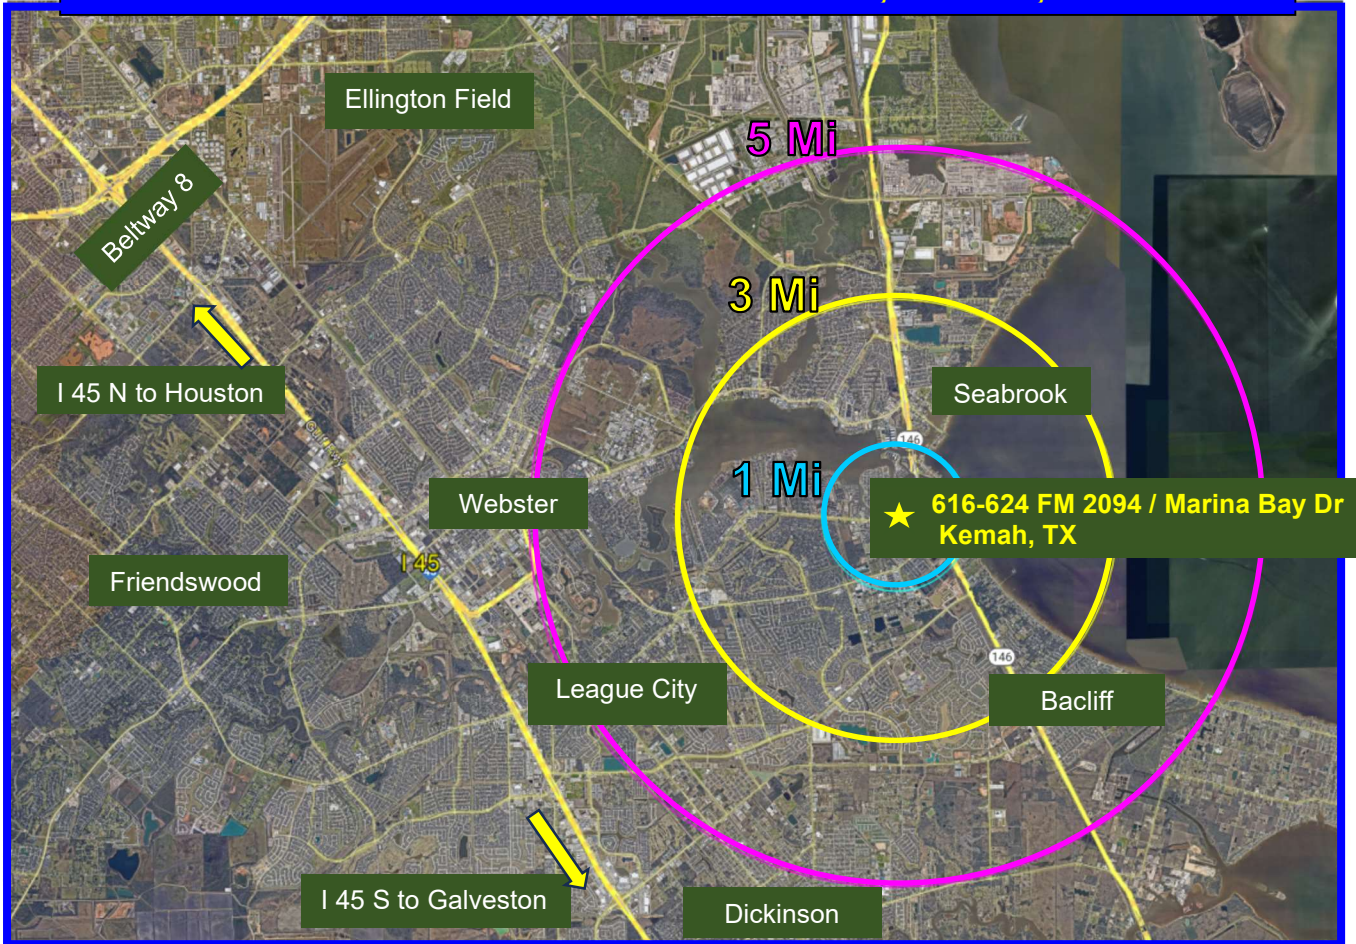 Ellington Field
5 Mi
Beltway 8
3 Mi
I 45 N to Houston
Seabrook
146
1 Mi
Webster
616-624 FM 2094 / Marina Bay Dr
Kemah, TX
I 45
Friendswood
146
League City
Bacliff
I 45 S to Galveston
Dickinson